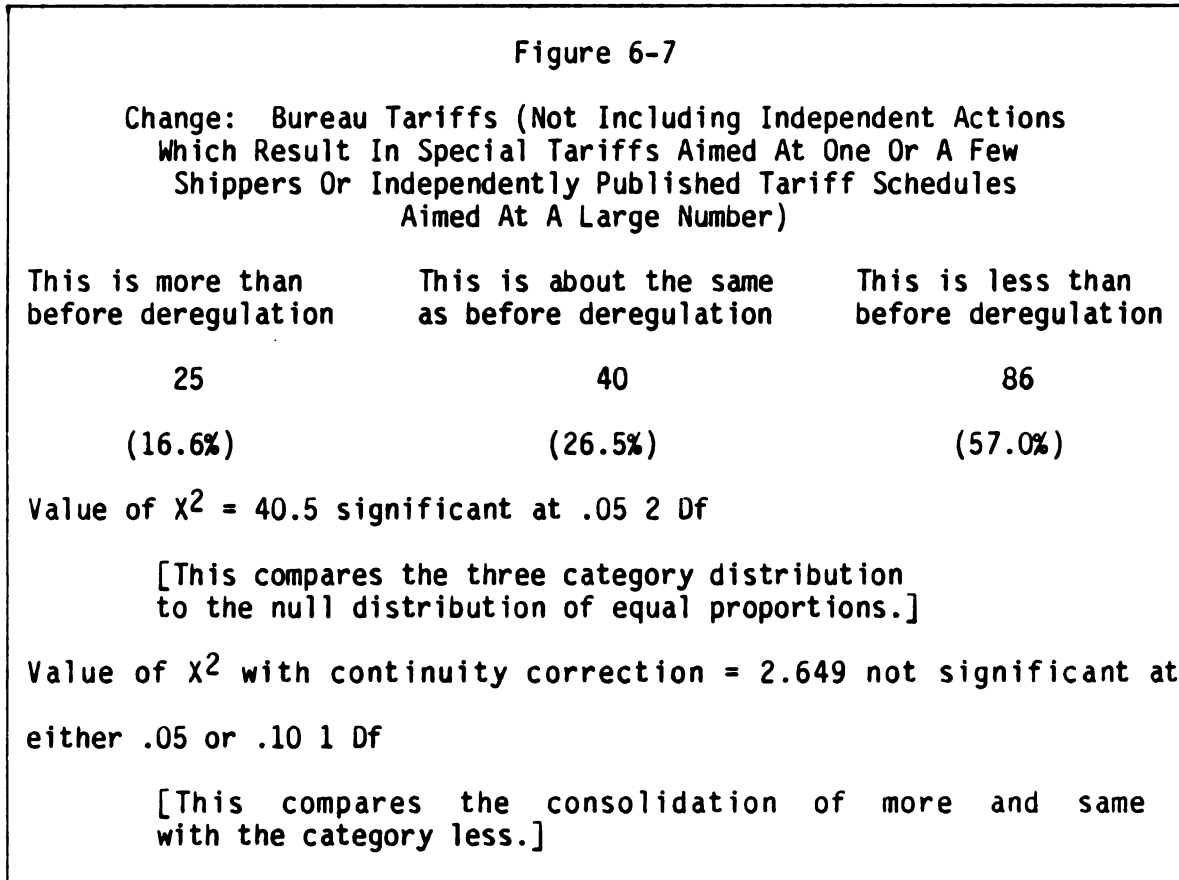 Figure 6-7
Change: Bureau Tariffs (Not Including Independent Actions
Which Result In Special Tariffs Aimed At One Or A Few
Shippers Or Independently Published Tariff Schedules
Aimed At A Large Number)
This is more than This is about the same This is less than
before deregulation as before deregulation before deregulation
25 40 86
(16.6%) (26.5%) (57.0%)
Value of X² = 40.5 significant at .05 2 Df
[This compares the three category distribution
to the null distribution of equal proportions.]
Value of X² with continuity correction = 2.649 not significant at
either .05 or .10 1 Df
[This compares the consolidation of more and same
with the category less.]